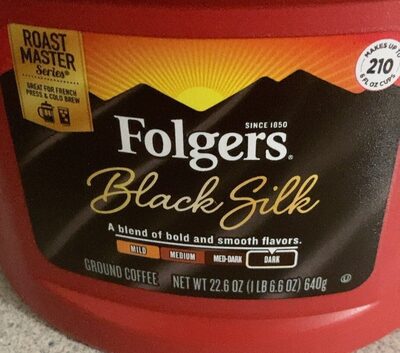 ROAST
MASTER
Series®
GREAT FOR FRENCH
PRESS & COLD BREW
MAKES UP TO
210
6 FL OZ CUPS
SINCE 1850
Folgers®
Black Silk
A blend of bold and smooth flavors.
MILD MEDIUM MED-DARK DARK
GROUND COFFEE NET WT 22.6 OZ (1 LB 6.6 OZ) 640g
U